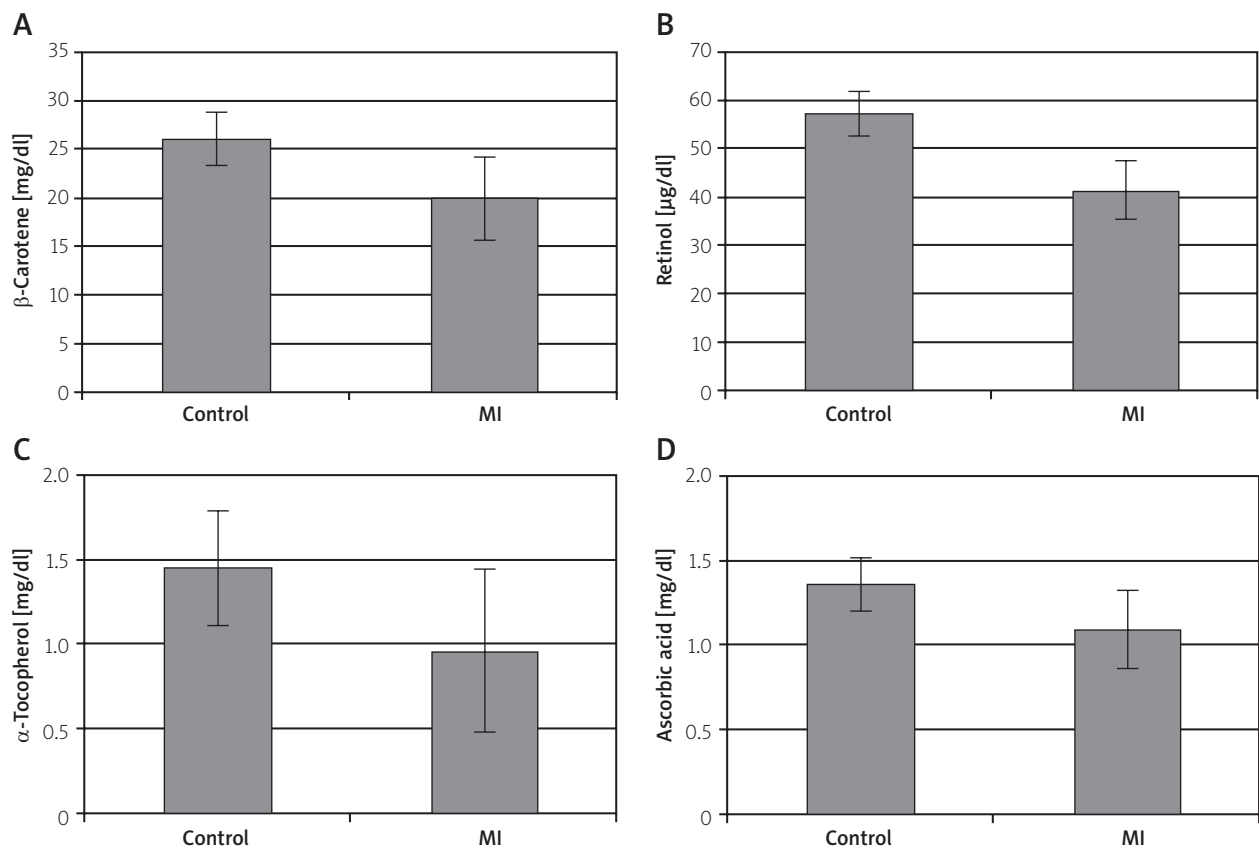 A
β-Carotene [mg/dl]
35
30
25
20
15
10
5
0
Control MI
B
Retinol [µg/dl]
70
60
50
40
30
20
10
0
Control MI
C
α-Tocopherol [mg/dl]
2.0
1.5
1.0
0.5
0
Control MI
D
Ascorbic acid [mg/dl]
2.0
1.5
1.0
0.5
0
Control MI